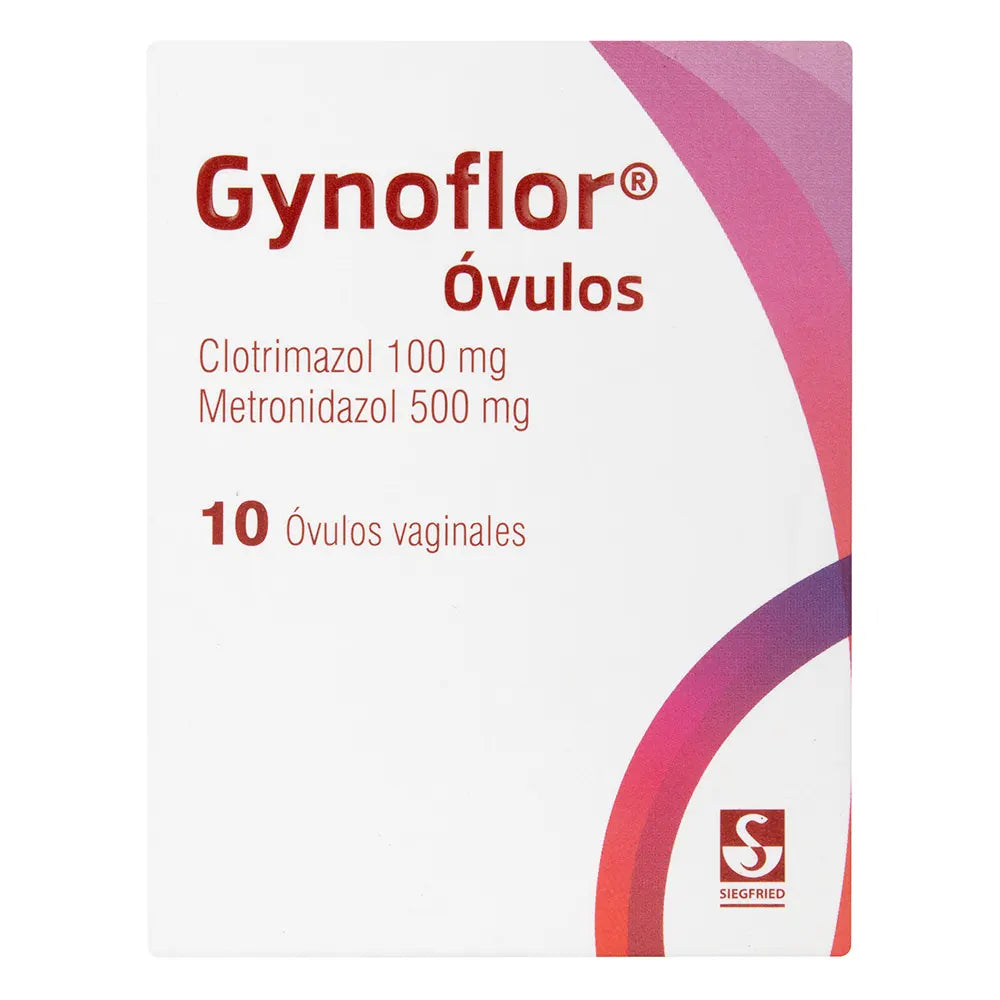 Gynoflor®
Óvulos
Clotrimazol 100 mg
Metronidazol 500 mg
10 Óvulos vaginales
SIEGFRIED